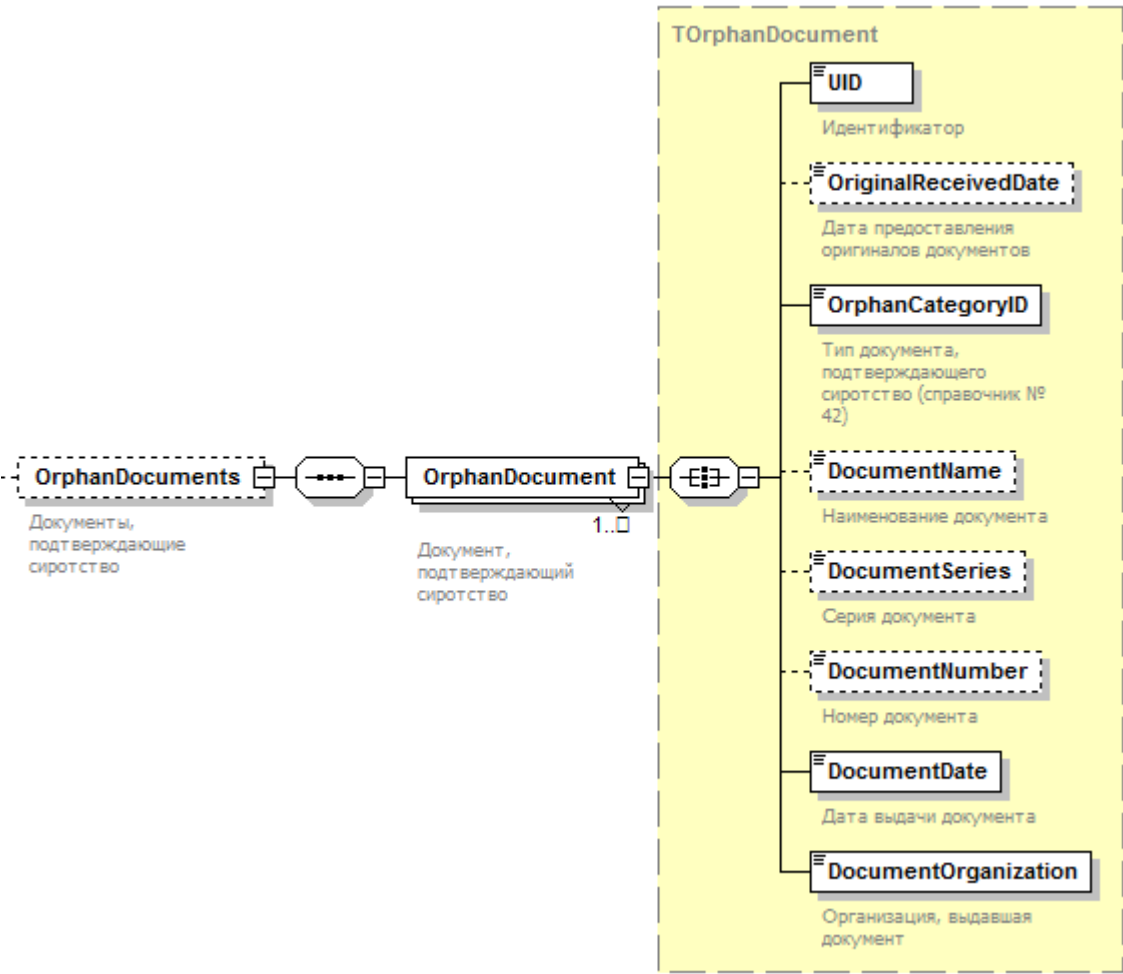 TOrphanDocument
UID
Идентификатор
OriginalReceivedDate
Дата предоставления
оригиналов документов
OrphanCategoryID
Тип документа,
подтверждающего
сиротство (справочник №
42)
OrphanDocuments
Документы,
подтверждающие
сиротство
OrphanDocument
1..□
Документ,
подтверждающий
сиротство
DocumentName
Наименование документа
DocumentSeries
Серия документа
DocumentNumber
Номер документа
DocumentDate
Дата выдачи документа
DocumentOrganization
Организация, выдавшая
документ